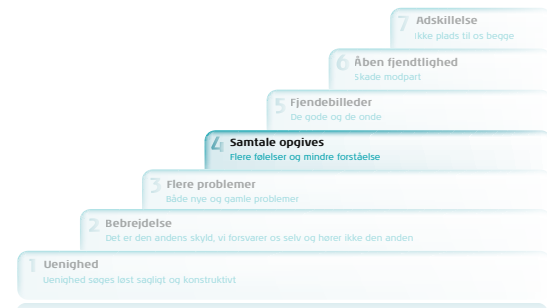 7 Adskillelse
Ikke plads til os begge
6 Åben fjendtlighed
Skade modpart
5 Fjendebilleder
De gode og de onde
4 Samtale opgives
Flere følelser og mindre forståelse
3 Flere problemer
Både nye og gamle problemer
2 Bebrejdelse
Det er den andens skyld, vi forsvarer os selv og hører ikke den anden
1 Uenighed
Uenighed søges løst sagligt og konstruktivt